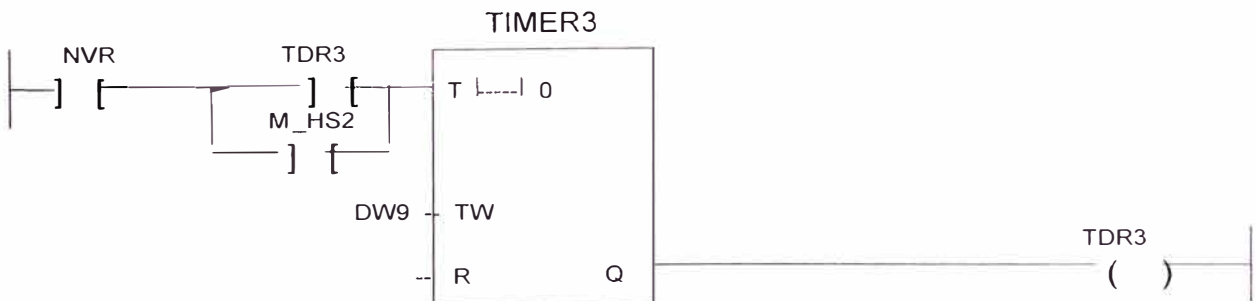 TIMER3
NVR
TDR3
T 0
M_HS2
DW9 TW
TDR3
R Q